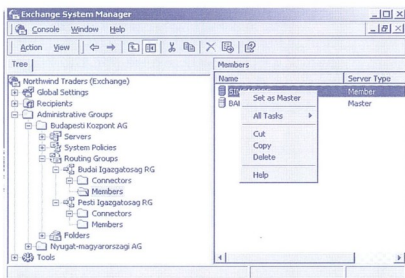 Exchange System Manager
Console Window Help
Action View
Tree
Members
Northwind Traders (Exchange)
Global Settings
Recipients
Administrative Groups
Budapesti Kozpont AG
Servers
System Policies
Routing Groups
Budai Igazgatosag RG
Connectors
Members
Pesti Igazgatosag RG
Connectors
Members
Folders
Nyugat-magyarorszagi AG
Tools
Name Server Type
Member
Master
Set as Master
All Tasks
Cut
Copy
Delete
Help